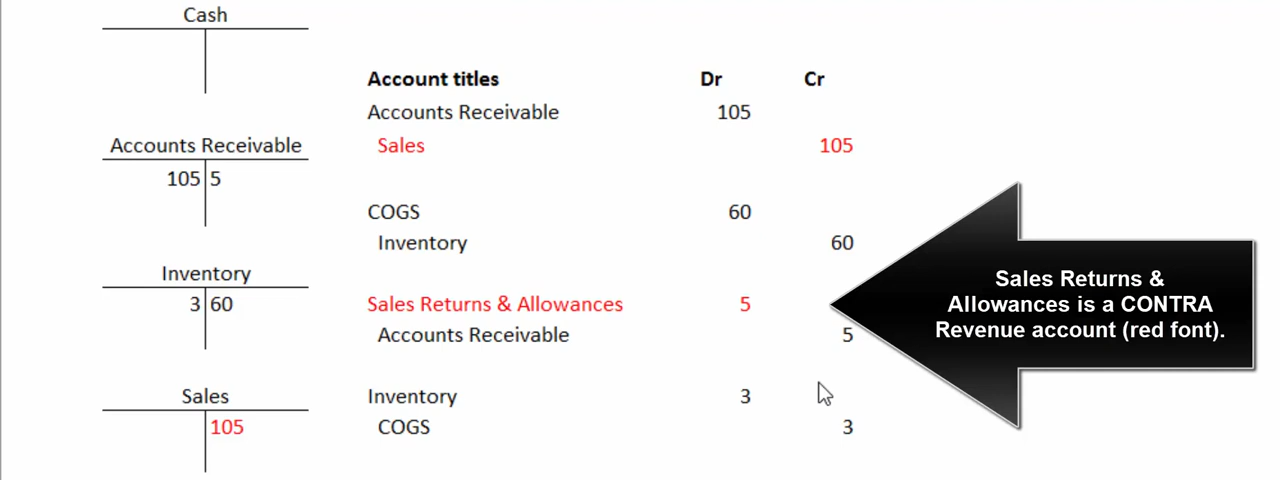 Cash
Accounts Receivable
105 5
Inventory
3 60
Sales
105
Account titles Dr Cr
Accounts Receivable 105
Sales 105
COGS 60
Inventory 60
Sales Returns & Allowances 5
Accounts Receivable 5
Inventory 3
COGS 3
Sales Returns &
Allowances is a CONTRA
Revenue account (red font).